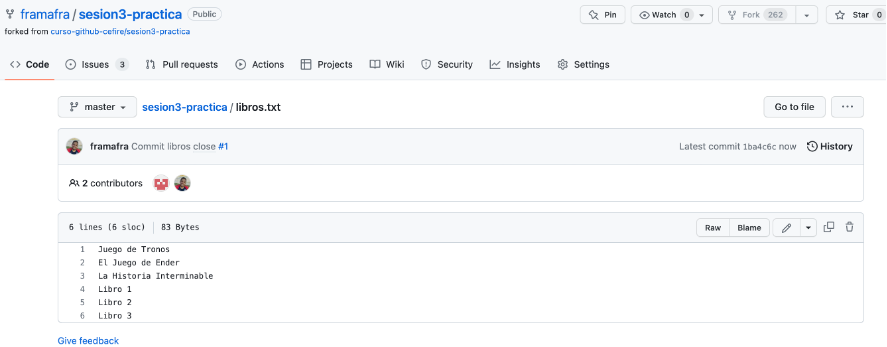 framafra / sesion3-practica Public Pin Watch 0 Fork 262 Star 0
forked from curso-github-cefire/sesion3-practica
Code Issues 3 Pull requests Actions Projects Wiki Security Insights Settings
master sesion3-practica / libros.txt Go to file ...
framafra Commit libros close #1 Latest commit 1ba4c6c now History
2 contributors
6 lines (6 sloc) 83 Bytes Raw Blame
1 Juego de Tronos
2 El Juego de Ender
3 La Historia Interminable
4 Libro 1
5 Libro 2
6 Libro 3
Give feedback